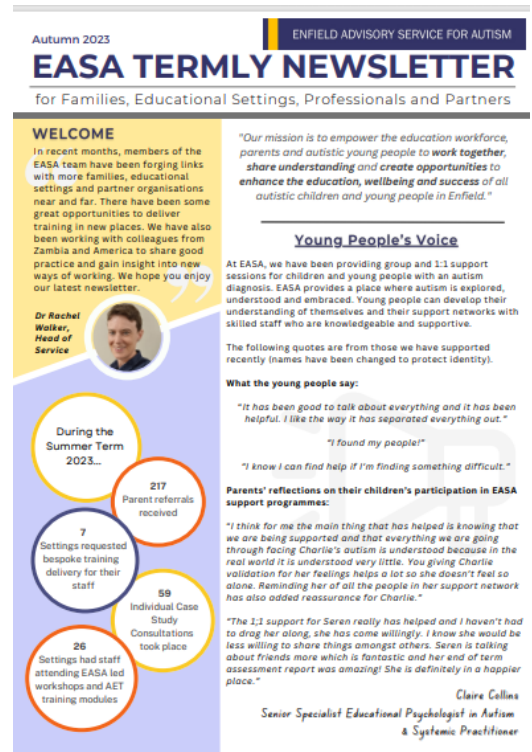 Autumn 2023
ENFIELD ADVISORY SERVICE FOR AUTISM
EASA TERMLY NEWSLETTER
for Families, Educational Settings, Professionals and Partners
WELCOME
In recent months, members of the
EASA team have been forging links
with more families, educational
settings and partner organisations
near and far. There have been some
great opportunities to deliver
training in new places. We have also
been working with colleagues from
Zambia and America to share good
practice and gain insight into new
ways of working. We hope you enjoy
our latest newsletter.
Dr Rachel
Walker,
Head of
Service
During the
Summer Term
2023...
217
Parent referrals
received
7
Settings requested
bespoke training
delivery for their
staff
59
Individual Case
Study
Consultations
took place
26
Settings had staff
attending EASA led
workshops and AET
training modules
"Our mission is to empower the education workforce,
parents and autistic young people to work together,
share understanding and create opportunities to
enhance the education, wellbeing and success of all
autistic children and young people in Enfield."
Young People's Voice
At EASA, we have been providing group and 1:1 support
sessions for children and young people with an autism
diagnosis. EASA provides a place where autism is explored,
understood and embraced. Young people can develop their
understanding of themselves and their support networks with
skilled staff who are knowledgeable and supportive.
The following quotes are from those we have supported
recently (names have been changed to protect identity).
What the young people say:
"It has been good to talk about everything and it has been
helpful. I like the way it has separated everything out."
"I found my people!"
"I know I can find help if I'm finding something difficult."
Parents' reflections on their children's participation in EASA
support programmes:
"I think for me the main thing that has helped is knowing that
we are being supported and that everything we are going
through facing Charlie's autism is understood because in the
real world it is understood very little. You giving Charlie
validation for her feelings helps a lot so she doesn't feel so
alone. Reminding her of all the people in her support network
has also added reassurance for Charlie."
"The 1;1 support for Seren really has helped and I haven't had
to drag her along, she has come willingly. I know she would be
less willing to share things amongst others. Seren is talking
about friends more which is fantastic and her end of term
assessment report was amazing! She is definitely in a happier
place."
Claire Collins
Senior Specialist Educational Psychologist in Autism
& Systemic Practitioner